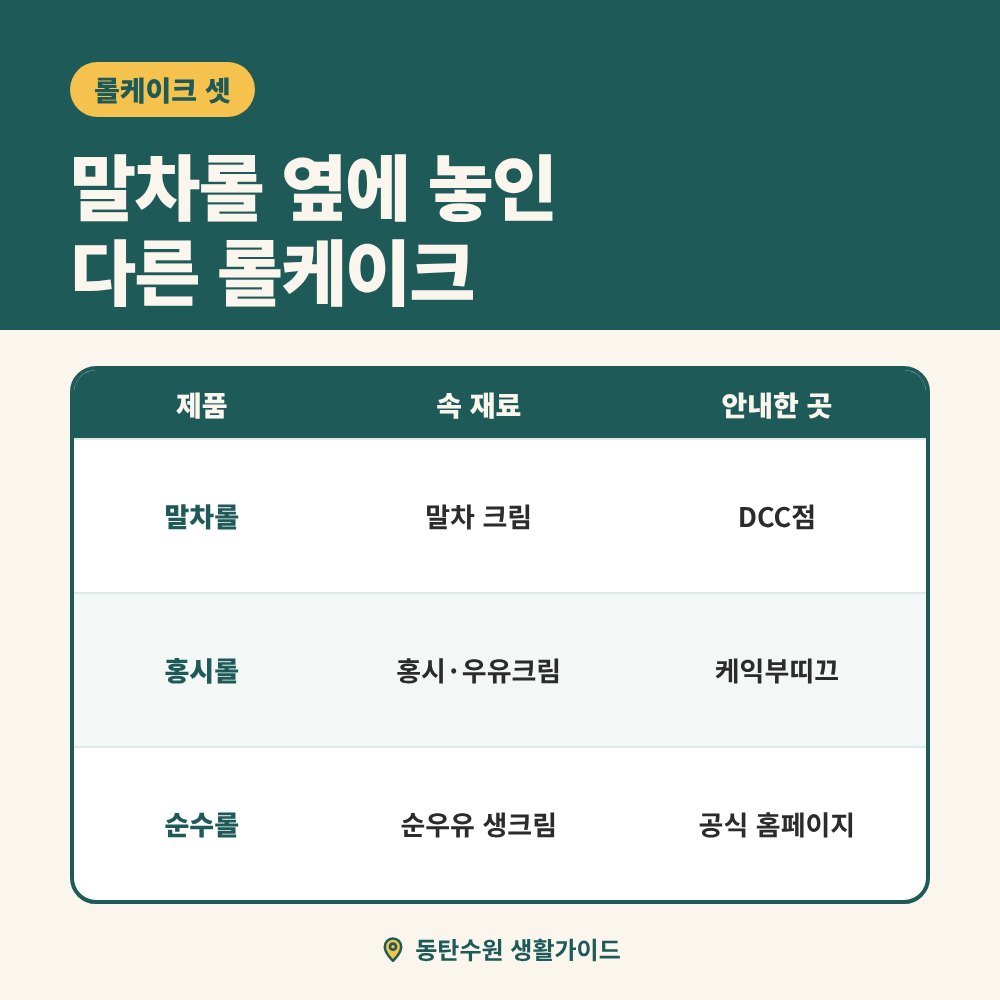 롤케이크 셋
말차롤 옆에 놓인
다른 롤케이크
제품 속 재료 안내한 곳
말차롤 말차 크림 DCC점
홍시롤 홍시·우유크림 케익부띠끄
순수롤 순우유 생크림 공식 홈페이지
동탄수원 생활가이드